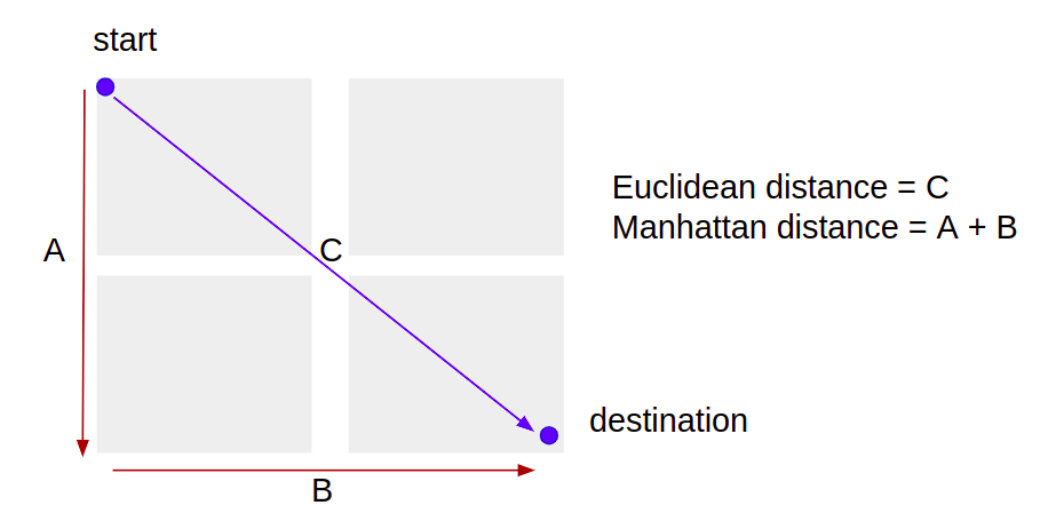 start
Euclidean distance = C
Manhattan distance = A + B
A
C
destination
B